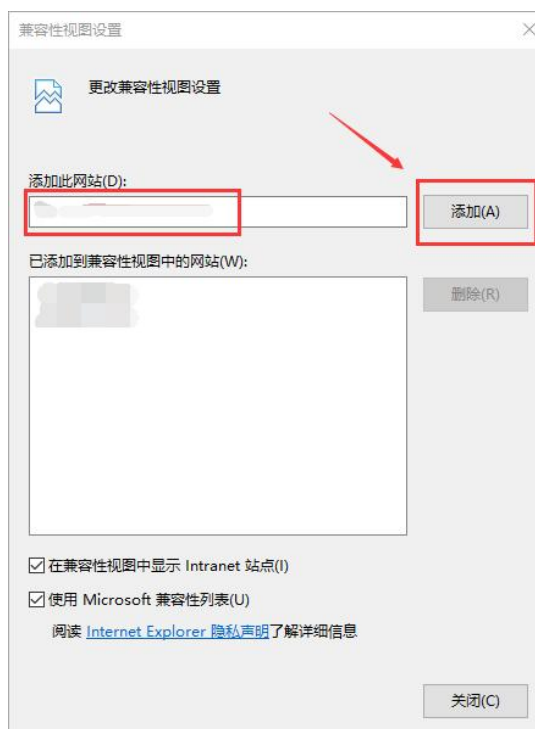 兼容性视图设置
更改兼容性视图设置
添加此网站(D):
添加(A)
已添加到兼容性视图中的网站(W):
删除(R)
在兼容性视图中显示 Intranet 站点(I)
使用 Microsoft 兼容性列表(U)
阅读 Internet Explorer 隐私声明了解详细信息
关闭(C)